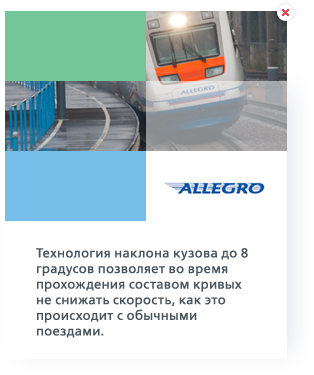 ALLEGRO
Технология наклона кузова до 8
градусов позволяет во время
прохождения составом кривых
не снижать скорость, как это
происходит с обычными
поездами.